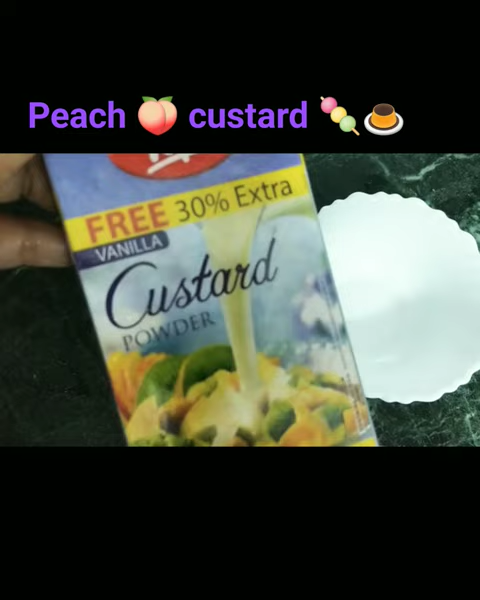 Peach 🍑 custard 🍡🍮
FREE 30% Extra
VANILLA
Custard
POWDER